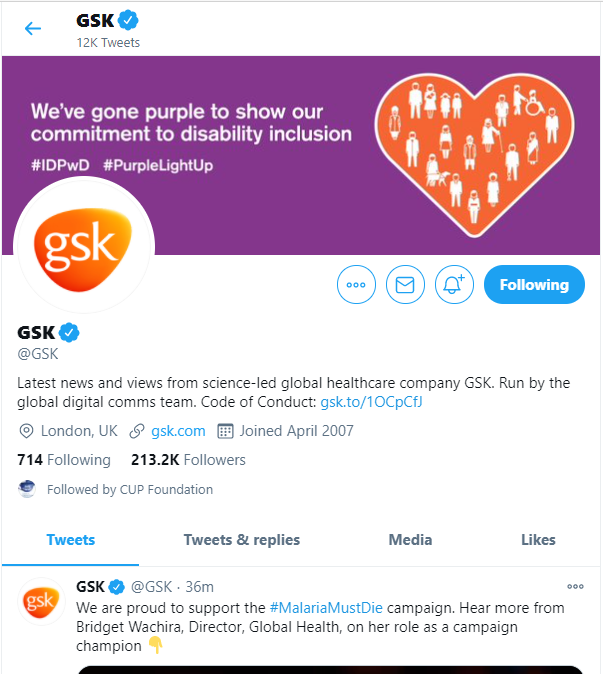 GSK
12K Tweets
We've gone purple to show our
commitment to disability inclusion
#IDPwD #PurpleLightUp
gsk
Following
GSK
@GSK
Latest news and views from science-led global healthcare company GSK. Run by the
global digital comms team. Code of Conduct: gsk.to/1OCpCfJ
London, UK gsk.com Joined April 2007
714 Following 213.2K Followers
Followed by CUP Foundation
Tweets Tweets & replies Media Likes
gsk
GSK @GSK · 36m
We are proud to support the #MalariaMustDie campaign. Hear more from
Bridget Wachira, Director, Global Health, on her role as a campaign
champion 👇